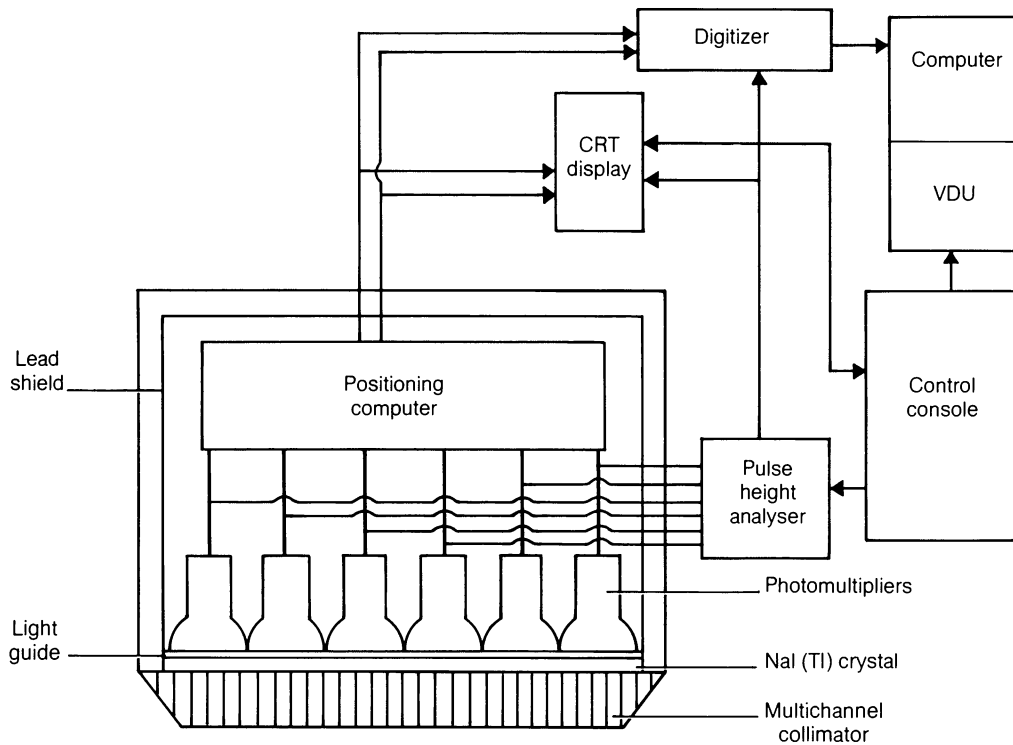 Digitizer
Computer
CRT
display
VDU
Lead
shield
Positioning
computer
Control
console
Pulse
height
analyser
Photomultipliers
Light
guide
NaI (TI) crystal
Multichannel
collimator